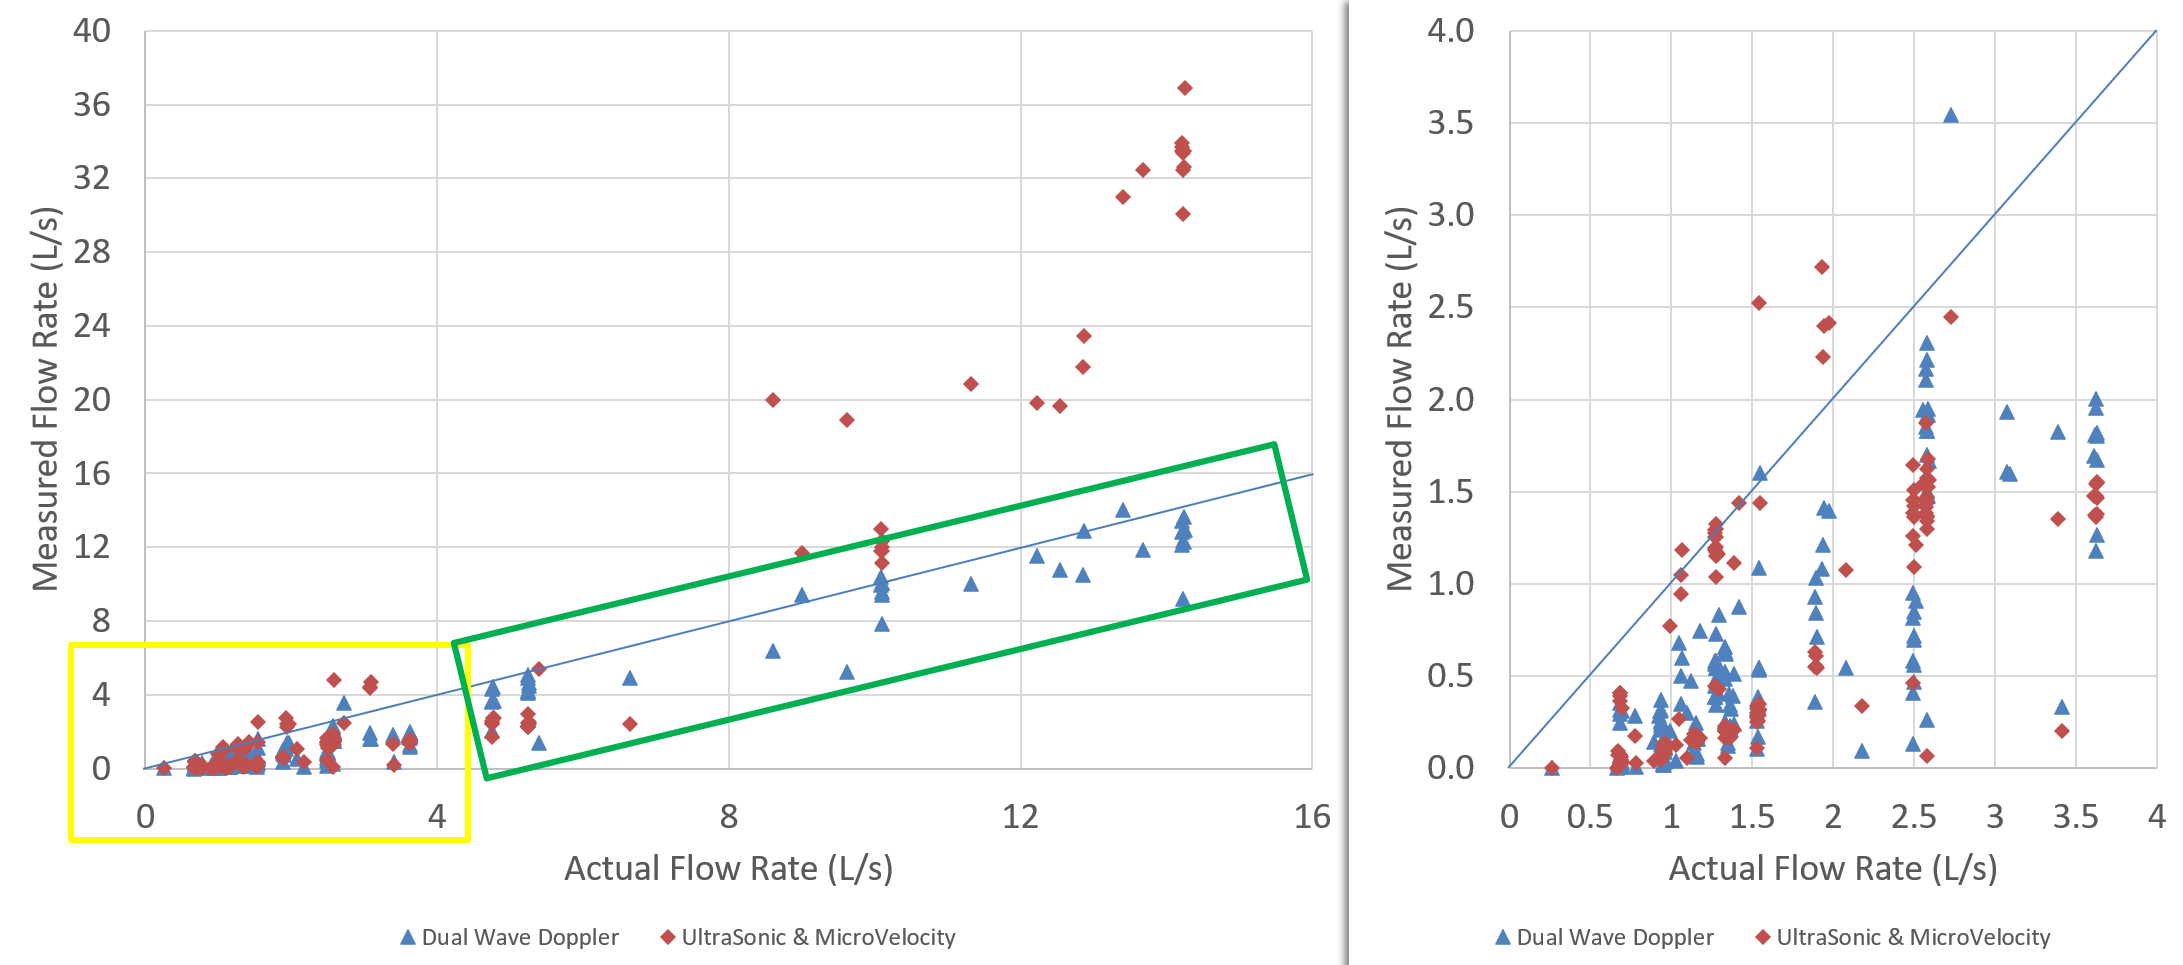 40
36
32
28
24
20
16
12
8
4
0
Measured Flow Rate (L/s)
0 4 8 12 16
Actual Flow Rate (L/s)
Dual Wave Doppler UltraSonic & MicroVelocity
4.0
3.5
3.0
2.5
2.0
1.5
1.0
0.5
0.0
Measured Flow Rate (L/s)
0 0.5 1 1.5 2 2.5 3 3.5 4
Actual Flow Rate (L/s)
Dual Wave Doppler UltraSonic & MicroVelocity